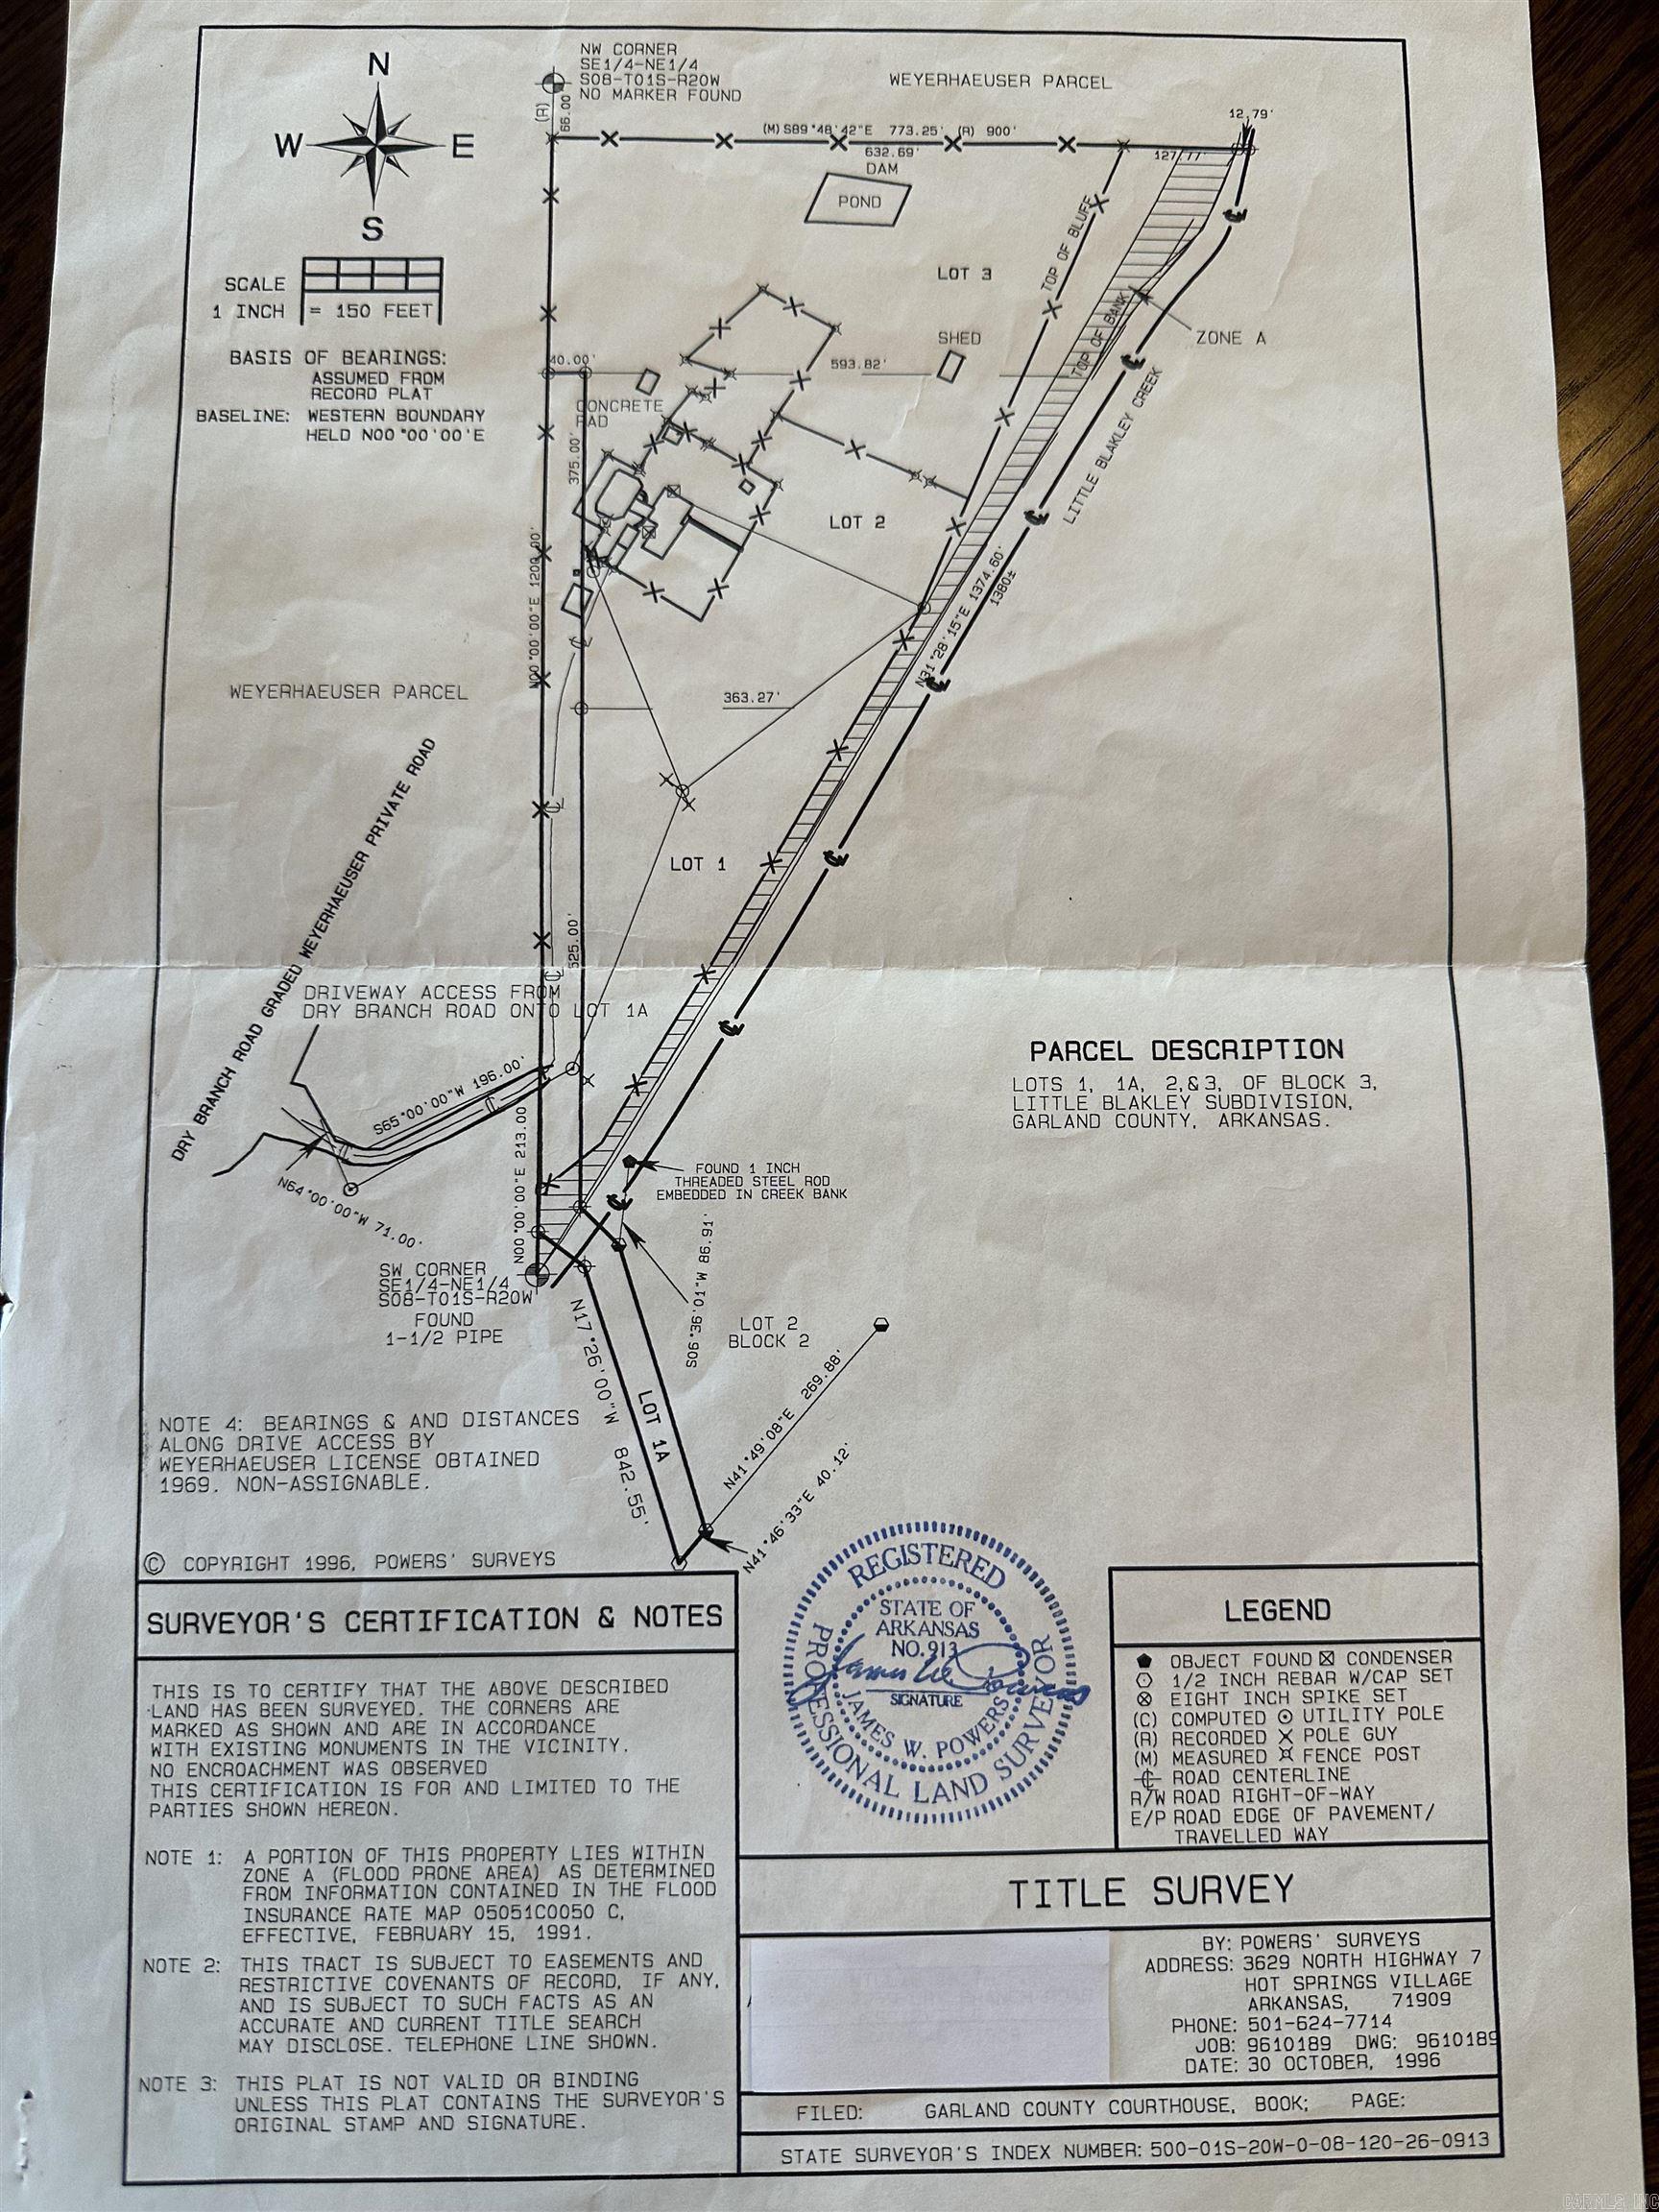 NW CORNER
SE1/4-NE1/4
S08-T01S-R20W
NO MARKER FOUND
WEYERHAEUSER PARCEL
N
W E
S
(R)
66.00
(M) S89°48'42"E 773.25' (R) 900'
632.69'
12.79'
127.77'
DAM
POND
TOP OF BLUFF
LOT 3
SCALE
1 INCH = 150 FEET
BASIS OF BEARINGS:
ASSUMED FROM
RECORD PLAT
BASELINE: WESTERN BOUNDARY
HELD N00°00'00"E
40.00'
SHED
593.82'
TOP OF BANK
ZONE A
CONCRETE
PAD
375.00'
LITTLE BLAKLEY CREEK
LOT 2
N00°00'00"E 1209.00'
N31°28'15"E 1374.60'
1380±
WEYERHAEUSER PARCEL
363.27'
DRY BRANCH ROAD GRADED WEYERHAEUSER PRIVATE ROAD
LOT 1
525.00'
DRIVEWAY ACCESS FROM
DRY BRANCH ROAD ONTO LOT 1A
PARCEL DESCRIPTION
LOTS 1, 1A, 2,&3, OF BLOCK 3,
LITTLE BLAKLEY SUBDIVISION,
GARLAND COUNTY, ARKANSAS.
S65°00'00"W 196.00'
N00°00'00"E 213.00'
FOUND 1 INCH
THREADED STEEL ROD
EMBEDDED IN CREEK BANK
N64°00'00"W 71.00'
S06°36'01"W 86.91'
SW CORNER
SE1/4-NE1/4
S08-T01S-R20W
FOUND
1-1/2 PIPE
LOT 2
BLOCK 2
N17°26'00"W 842.55'
LOT 1A
N41°49'08"E 269.88'
N41°46'33"E 40.12'
NOTE 4: BEARINGS & AND DISTANCES
ALONG DRIVE ACCESS BY
WEYERHAEUSER LICENSE OBTAINED
1969. NON-ASSIGNABLE.
© COPYRIGHT 1996, POWERS' SURVEYS
SURVEYOR'S CERTIFICATION & NOTES
THIS IS TO CERTIFY THAT THE ABOVE DESCRIBED
LAND HAS BEEN SURVEYED. THE CORNERS ARE
MARKED AS SHOWN AND ARE IN ACCORDANCE
WITH EXISTING MONUMENTS IN THE VICINITY.
NO ENCROACHMENT WAS OBSERVED
THIS CERTIFICATION IS FOR AND LIMITED TO THE
PARTIES SHOWN HEREON.
NOTE 1: A PORTION OF THIS PROPERTY LIES WITHIN
ZONE A (FLOOD PRONE AREA) AS DETERMINED
FROM INFORMATION CONTAINED IN THE FLOOD
INSURANCE RATE MAP 05051C0050 C,
EFFECTIVE, FEBRUARY 15, 1991.
NOTE 2: THIS TRACT IS SUBJECT TO EASEMENTS AND
RESTRICTIVE COVENANTS OF RECORD, IF ANY,
AND IS SUBJECT TO SUCH FACTS AS AN
ACCURATE AND CURRENT TITLE SEARCH
MAY DISCLOSE. TELEPHONE LINE SHOWN.
NOTE 3: THIS PLAT IS NOT VALID OR BINDING
UNLESS THIS PLAT CONTAINS THE SURVEYOR'S
ORIGINAL STAMP AND SIGNATURE.
REGISTERED
PROFESSIONAL LAND SURVEYOR
STATE OF
ARKANSAS
NO. 913
James W. Powers
SIGNATURE
JAMES W. POWERS
LEGEND
OBJECT FOUND CONDENSER
1/2 INCH REBAR W/CAP SET
EIGHT INCH SPIKE SET
(C) COMPUTED UTILITY POLE
(R) RECORDED POLE GUY
(M) MEASURED FENCE POST
ROAD CENTERLINE
R/W ROAD RIGHT-OF-WAY
E/P ROAD EDGE OF PAVEMENT/
TRAVELLED WAY
TITLE SURVEY
BY: POWERS' SURVEYS
ADDRESS: 3629 NORTH HIGHWAY 7
HOT SPRINGS VILLAGE
ARKANSAS, 71909
PHONE: 501-624-7714
JOB: 9610189 DWG: 9610189
DATE: 30 OCTOBER, 1996
FILED: GARLAND COUNTY COURTHOUSE, BOOK; PAGE:
STATE SURVEYOR'S INDEX NUMBER: 500-01S-20W-0-08-120-26-0913
CARMLS INC